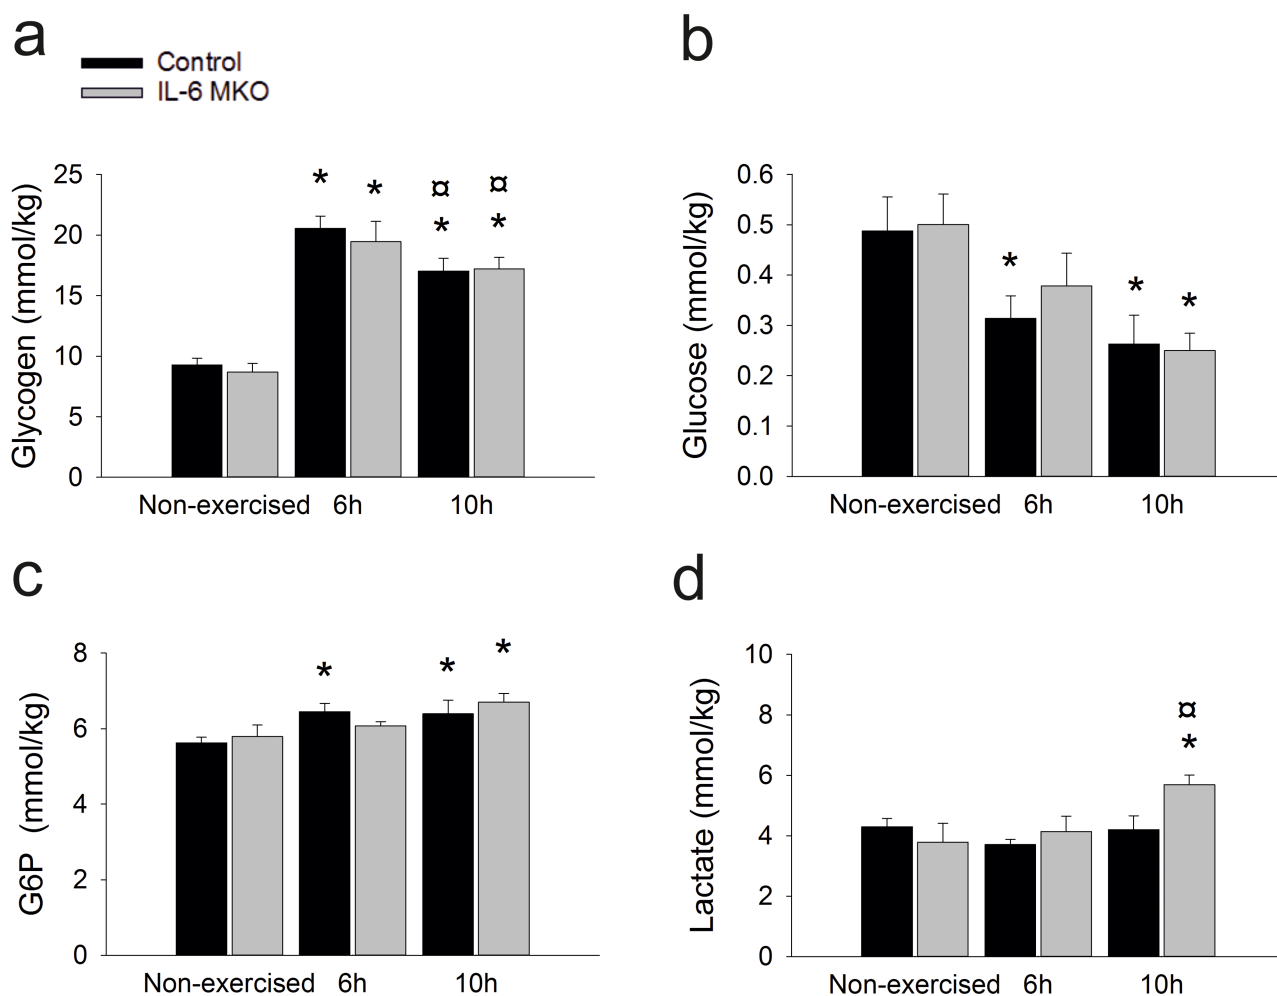 a
Control
IL-6 MKO
Glycogen (mmol/kg)
25
20
15
10
5
0
* * ¤ ¤
* *
Non-exercised 6h 10h
b
Glucose (mmol/kg)
0.6
0.5
0.4
0.3
0.2
0.1
0.0
* * *
Non-exercised 6h 10h
c
G6P (mmol/kg)
8
6
4
2
0
* * *
Non-exercised 6h 10h
d
Lactate (mmol/kg)
10
8
6
4
2
0
¤
*
Non-exercised 6h 10h